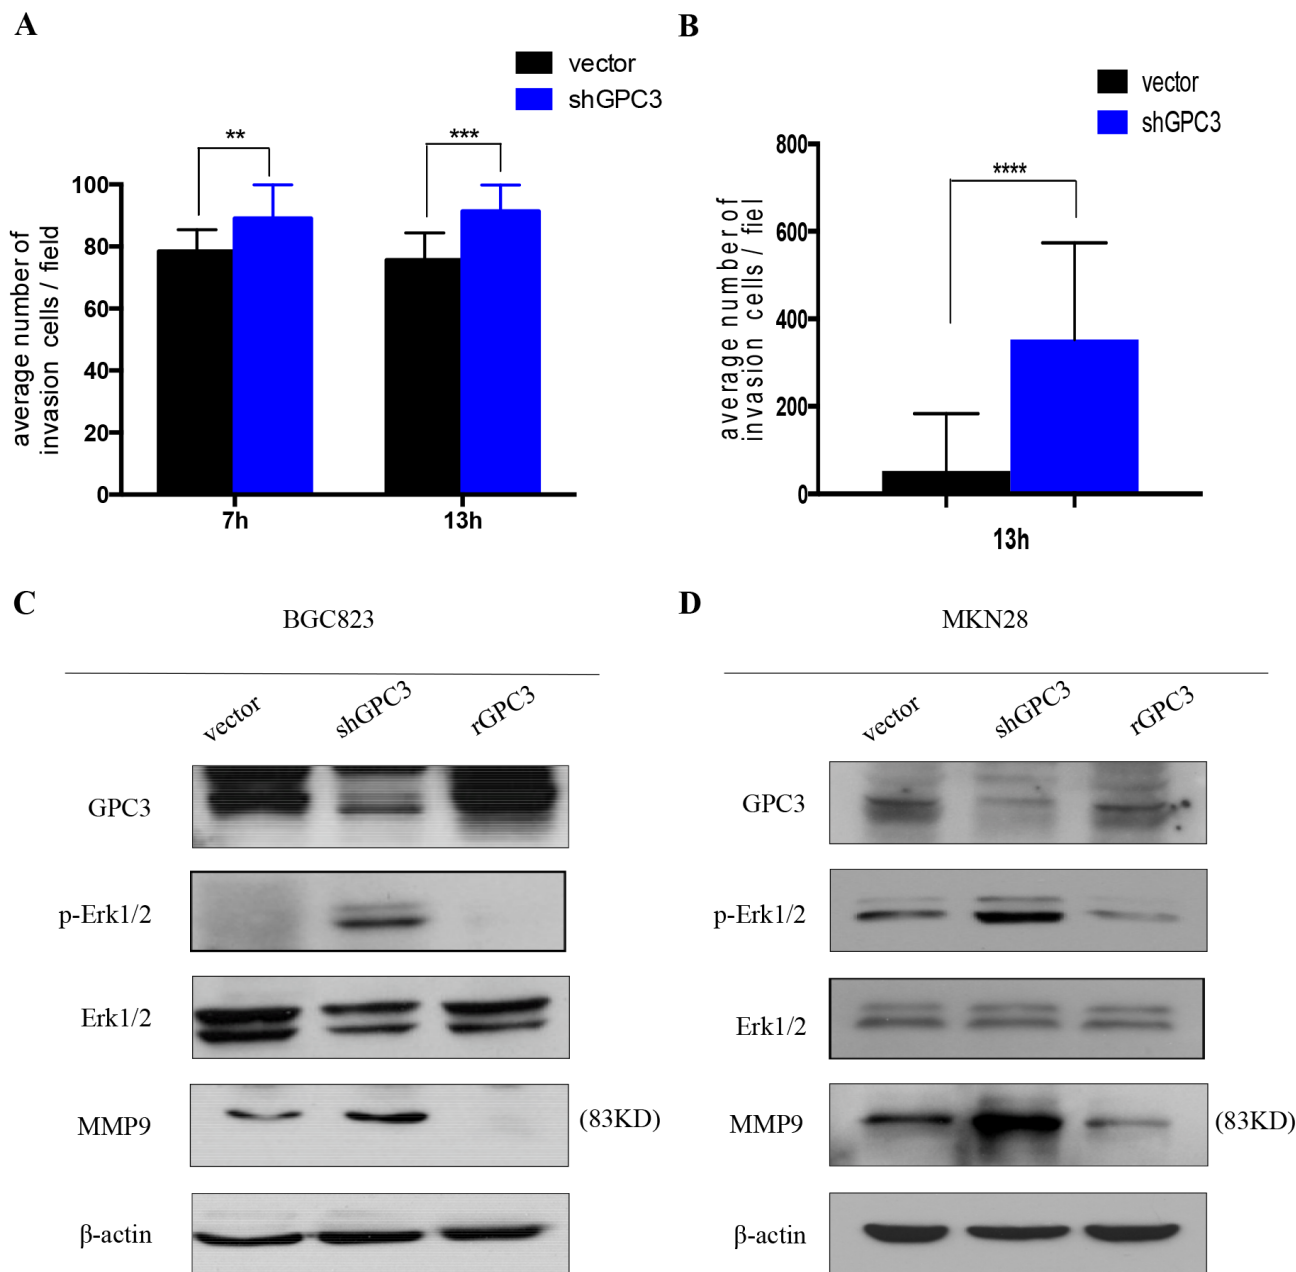 A
vector
shGPC3
**
***
100
80
60
40
20
0
average number of
invasion cells / field
7h
13h
B
vector
shGPC3
****
800
600
400
200
0
average number of
invasion cells / fiel
13h
C
BGC823
vector
shGPC3
rGPC3
GPC3
p-Erk1/2
Erk1/2
MMP9
(83KD)
β-actin
D
MKN28
vector
shGPC3
rGPC3
GPC3
p-Erk1/2
Erk1/2
MMP9
(83KD)
β-actin